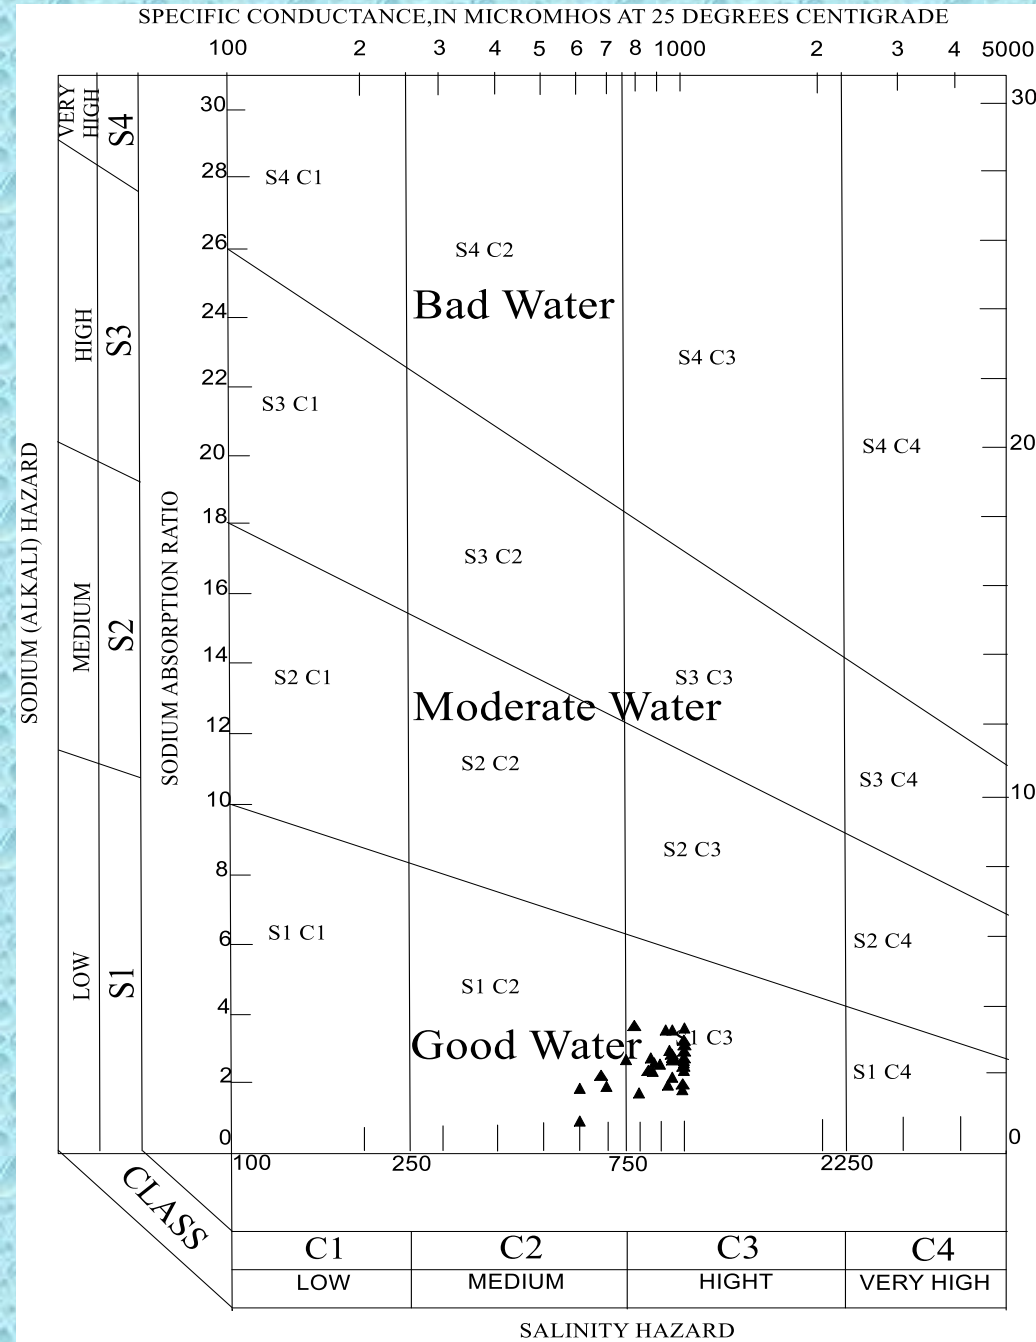 SPECIFIC CONDUCTANCE,IN MICROMHOS AT 25 DEGREES CENTIGRADE
100 2 3 4 5 6 7 8 1000 2 3 4 5000
VERY HIGH
S4
HIGH
S3
MEDIUM
S2
LOW
S1
SODIUM (ALKALI) HAZARD
SODIUM ABSORPTION RATIO
30
28
26
24
22
20
18
16
14
12
10
8
6
4
2
0
30
20
10
0
S4 C1
S4 C2
Bad Water
S4 C3
S3 C1
S4 C4
S3 C2
S2 C1
S3 C3
Moderate Water
S2 C2
S3 C4
S2 C3
S1 C1
S2 C4
S1 C2
Good Water
1 C3
S1 C4
100 250 750 2250
CLASS
C1 C2 C3 C4
LOW MEDIUM HIGHT VERY HIGH
SALINITY HAZARD